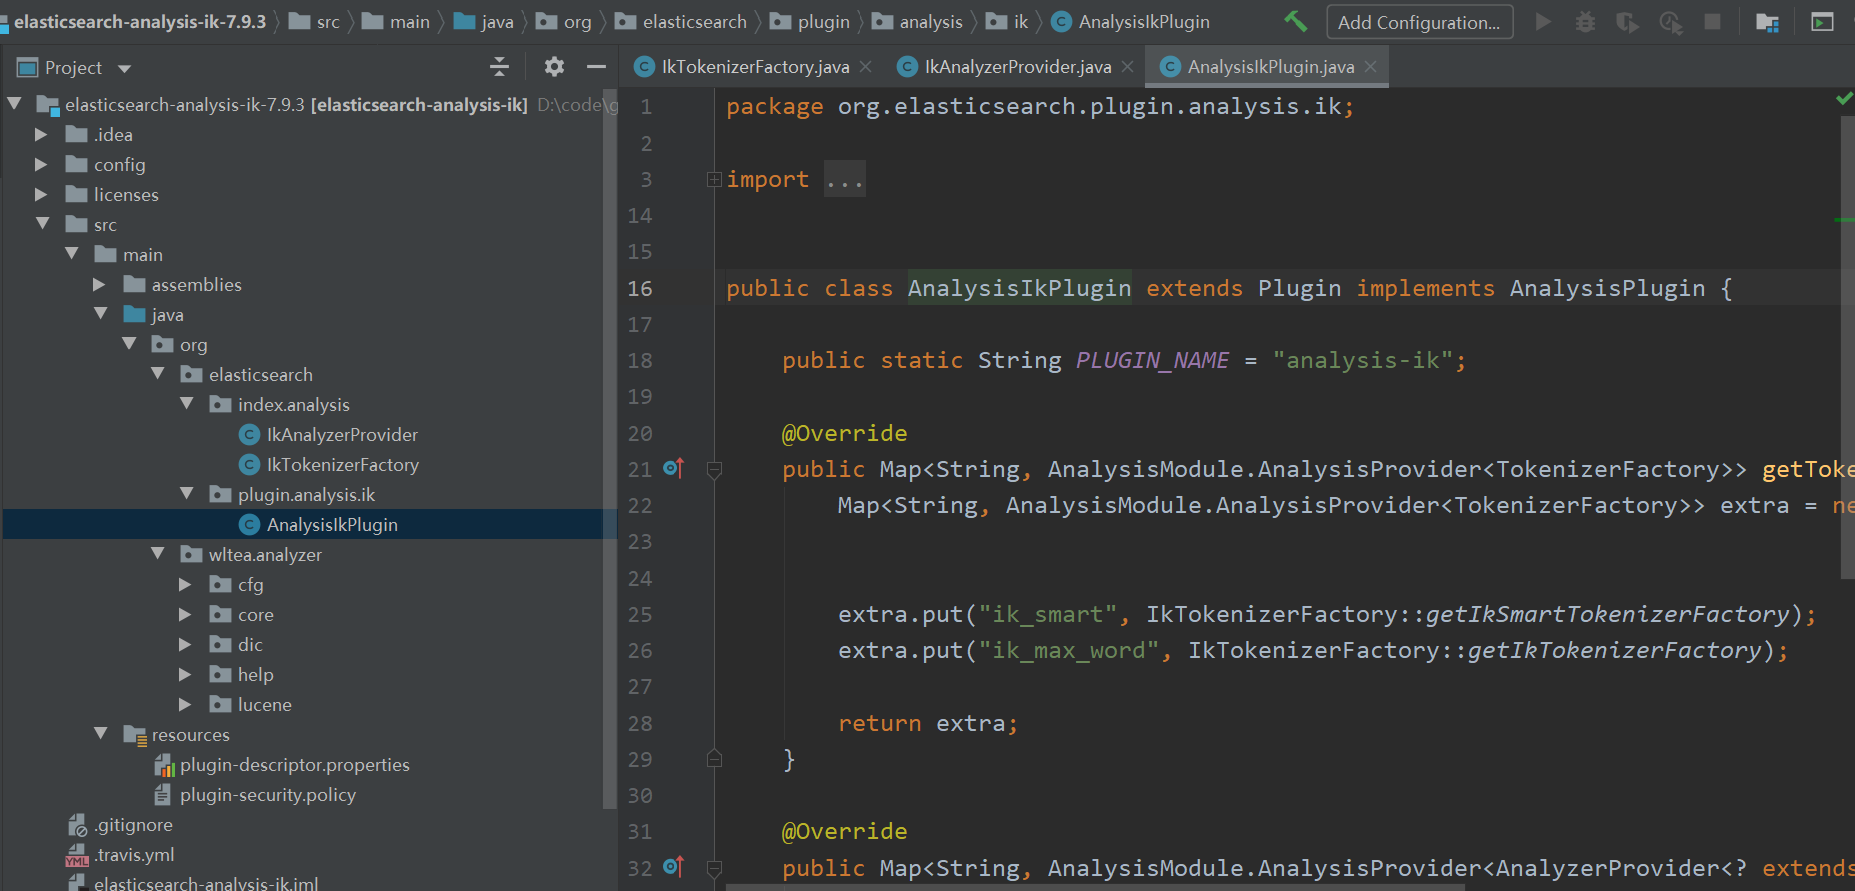 elasticsearch-analysis-ik-7.9.3 src main java org elasticsearch plugin analysis ik AnalysisIkPlugin Add Configuration...
Project
IkTokenizerFactory.java IkAnalyzerProvider.java AnalysisIkPlugin.java
elasticsearch-analysis-ik-7.9.3 [elasticsearch-analysis-ik] D:\code\g
.idea
config
licenses
src
main
assemblies
java
org
elasticsearch
index.analysis
IkAnalyzerProvider
IkTokenizerFactory
plugin.analysis.ik
AnalysisIkPlugin
wltea.analyzer
cfg
core
dic
help
lucene
resources
plugin-descriptor.properties
plugin-security.policy
.gitignore
.travis.yml
elasticsearch-analysis-ik.iml
1 package org.elasticsearch.plugin.analysis.ik;
2
3 import ...
14
15
16 public class AnalysisIkPlugin extends Plugin implements AnalysisPlugin {
17
18 public static String PLUGIN_NAME = "analysis-ik";
19
20 @Override
21 public Map<String, AnalysisModule.AnalysisProvider<TokenizerFactory>> getToke
22 Map<String, AnalysisModule.AnalysisProvider<TokenizerFactory>> extra = ne
23
24
25 extra.put("ik_smart", IkTokenizerFactory::getIkSmartTokenizerFactory);
26 extra.put("ik_max_word", IkTokenizerFactory::getIkTokenizerFactory);
27
28 return extra;
29 }
30
31 @Override
32 public Map<String, AnalysisModule.AnalysisProvider<AnalyzerProvider<? extends